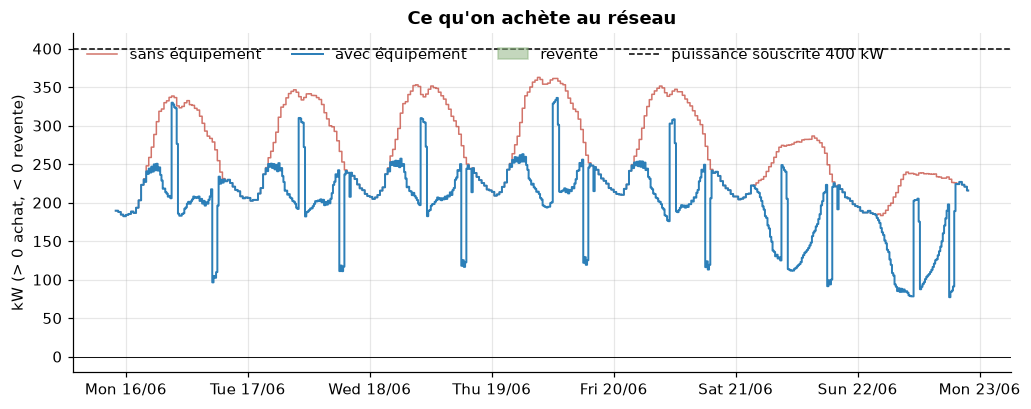 Ce qu'on achète au réseau
sans équipement avec équipement revente puissance souscrite 400 kW
kW (> 0 achat, < 0 revente)
400
350
300
250
200
150
100
50
0
Mon 16/06 Tue 17/06 Wed 18/06 Thu 19/06 Fri 20/06 Sat 21/06 Sun 22/06 Mon 23/06